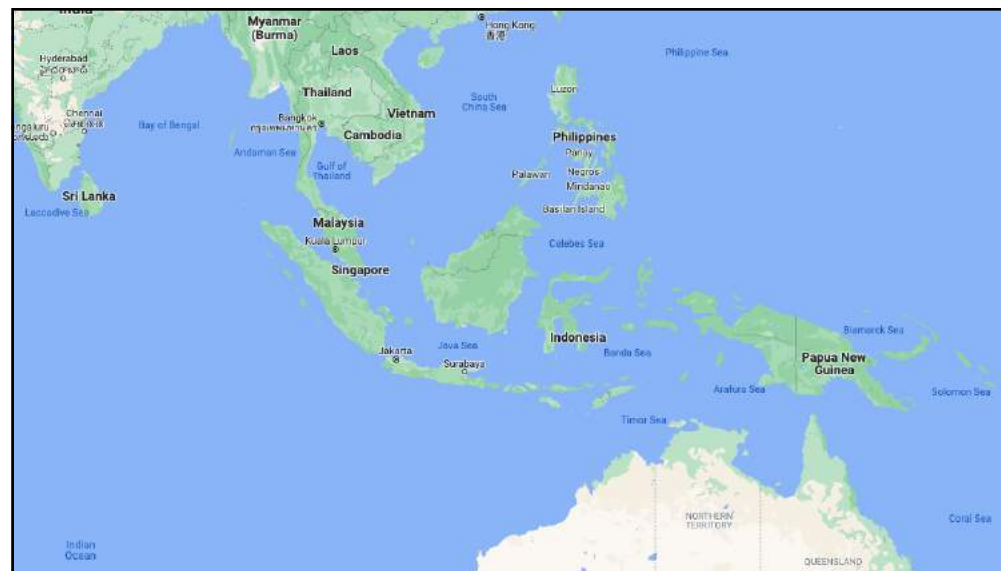 India
Myanmar
(Burma)
Hong Kong
香港
Philippine Sea
Laos
Hyderabad
Luzon
Thailand
South
China Sea
Chennai
Vietnam
Bay of Bengal
Bangkok
Cambodia
Philippines
Andaman Sea
Panay
Gulf of
Thailand
Palawan
Negros
Mindanao
Sri Lanka
Laccadive Sea
Basilan Island
Malaysia
Kuala Lumpur
Celebes Sea
Singapore
Bismarck Sea
Indonesia
Java Sea
Jakarta
Banda Sea
Papua New
Guinea
Surabaya
Arafura Sea
Solomon Sea
Timor Sea
NORTHERN
TERRITORY
Coral Sea
Indian
Ocean
QUEENSLAND